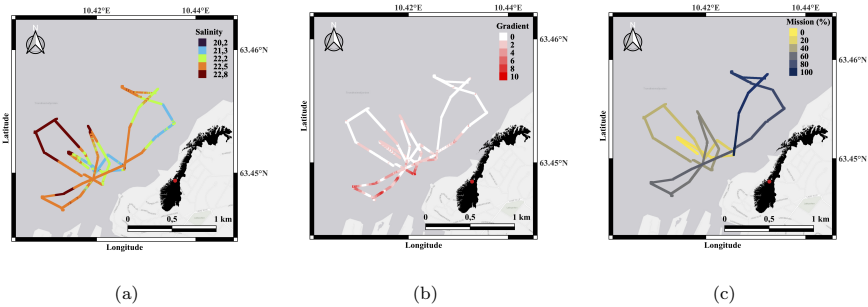 10.42°E 10.44°E
N
Salinity
20,2
21,3
22,2
22,5
22,8
63.46°N
63.45°N
Latitude
0 0,5 1 km
Longitude
(a)
10.42°E 10.44°E
N
Gradient
0
2
4
6
8
10
63.46°N
63.45°N
Latitude
0 0,5 1 km
Longitude
(b)
10.42°E 10.44°E
N
Mission (%)
0
20
40
60
80
100
63.46°N
63.45°N
Latitude
0 0,5 1 km
Longitude
(c)